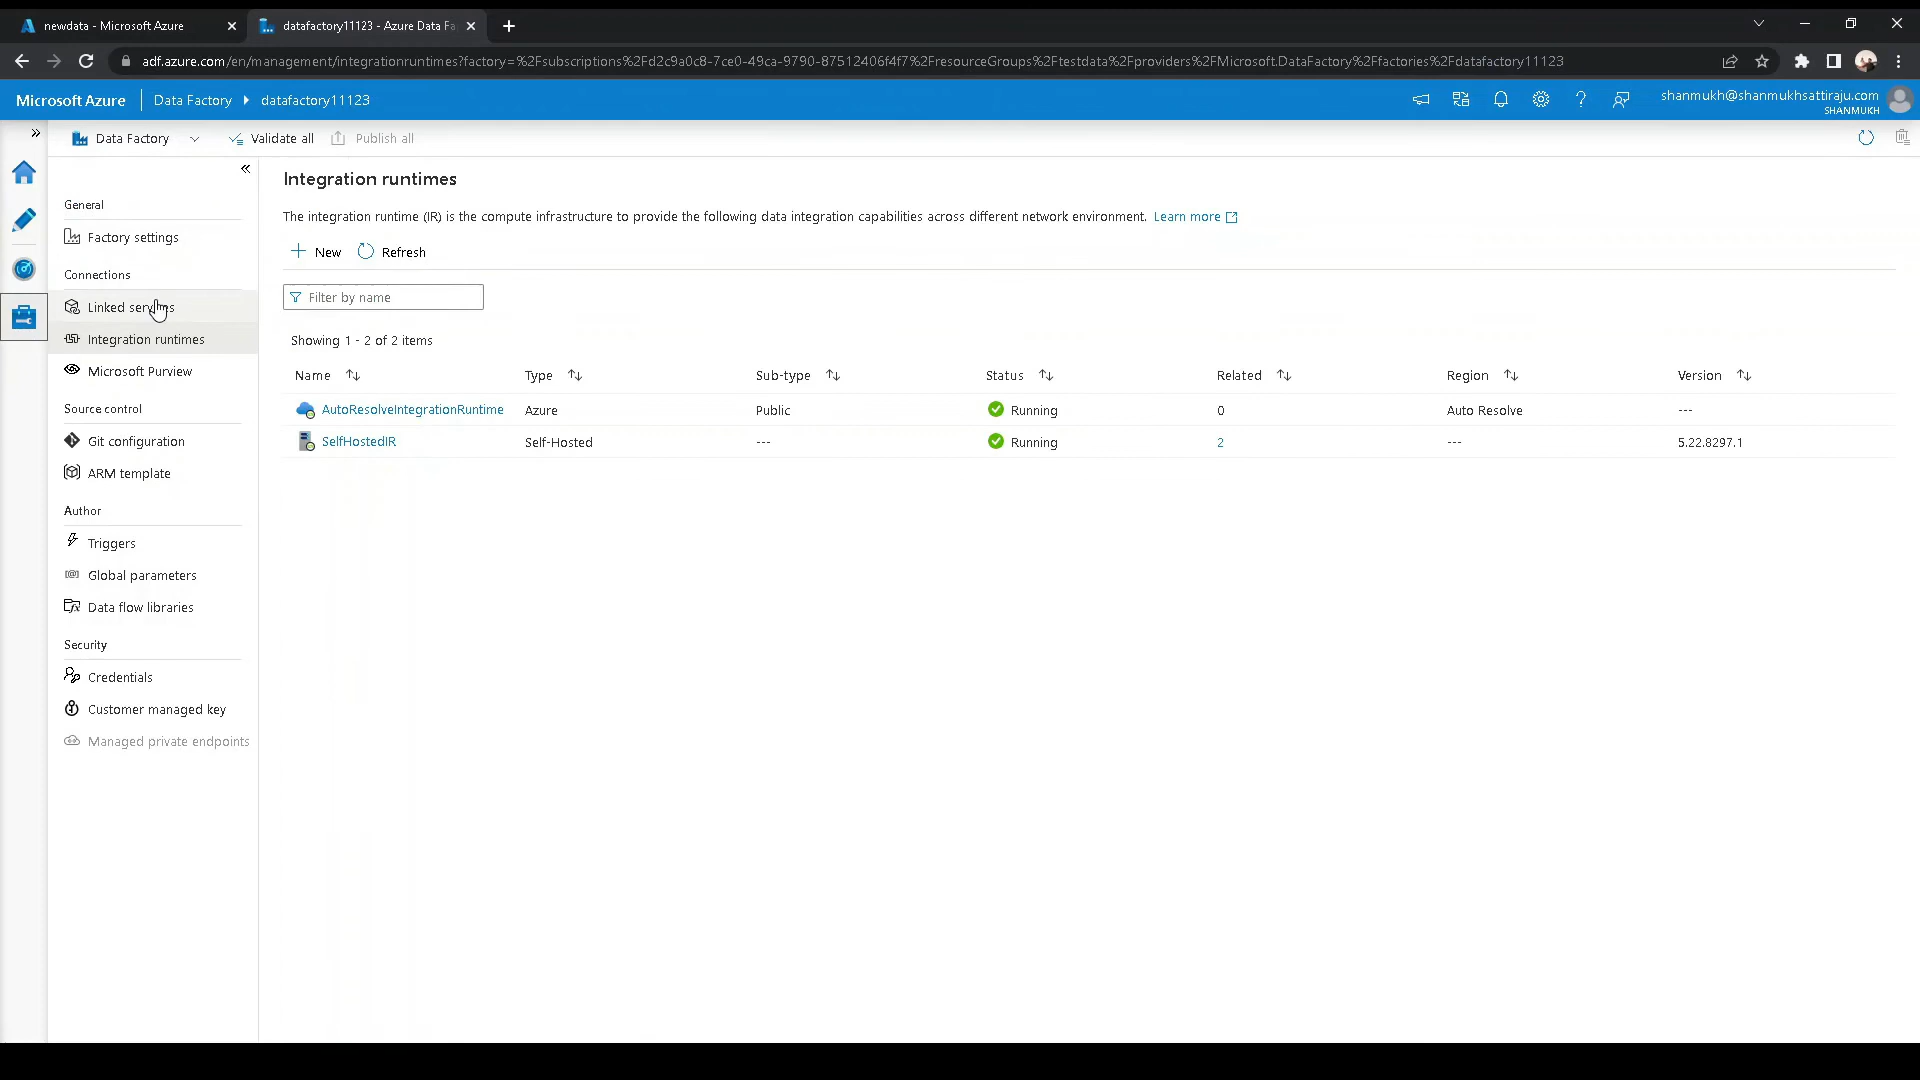 newdata - Microsoft Azure
datafactory11123 - Azure Data Fa
adf.azure.com/en/management/integrationruntimes?factory=%2Fsubscriptions%2Fd2c9a0c8-7ce0-49ca-9790-87512406f4f7%2FresourceGroups%2Ftestdata%2Fproviders%2FMicrosoft.DataFactory%2Ffactories%2Fdatafactory11123
Microsoft Azure Data Factory datafactory11123
shanmukh@shanmukhsattiraju.com
SHANMUKH
Data Factory Validate all Publish all
General
Factory settings
Connections
Linked services
Integration runtimes
Microsoft Purview
Source control
Git configuration
ARM template
Author
Triggers
Global parameters
Data flow libraries
Security
Credentials
Customer managed key
Managed private endpoints
Integration runtimes
The integration runtime (IR) is the compute infrastructure to provide the following data integration capabilities across different network environment. Learn more
New Refresh
Filter by name
Showing 1 - 2 of 2 items
Name Type Sub-type Status Related Region Version
AutoResolveIntegrationRuntime Azure Public Running 0 Auto Resolve ---
SelfHostedIR Self-Hosted --- Running 2 --- 5.22.8297.1